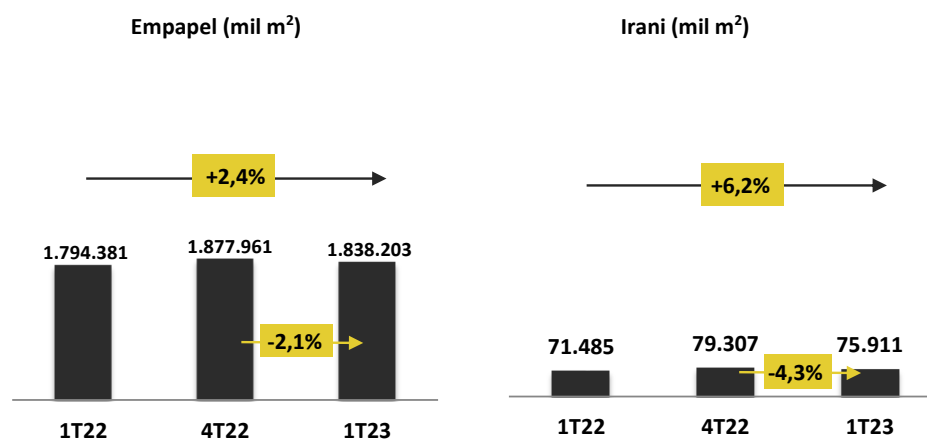 Empapel (mil m²)
+2,4%
1.794.381
1.877.961
1.838.203
-2,1%
1T22
4T22
1T23
Irani (mil m²)
+6,2%
71.485
79.307
75.911
-4,3%
1T22
4T22
1T23